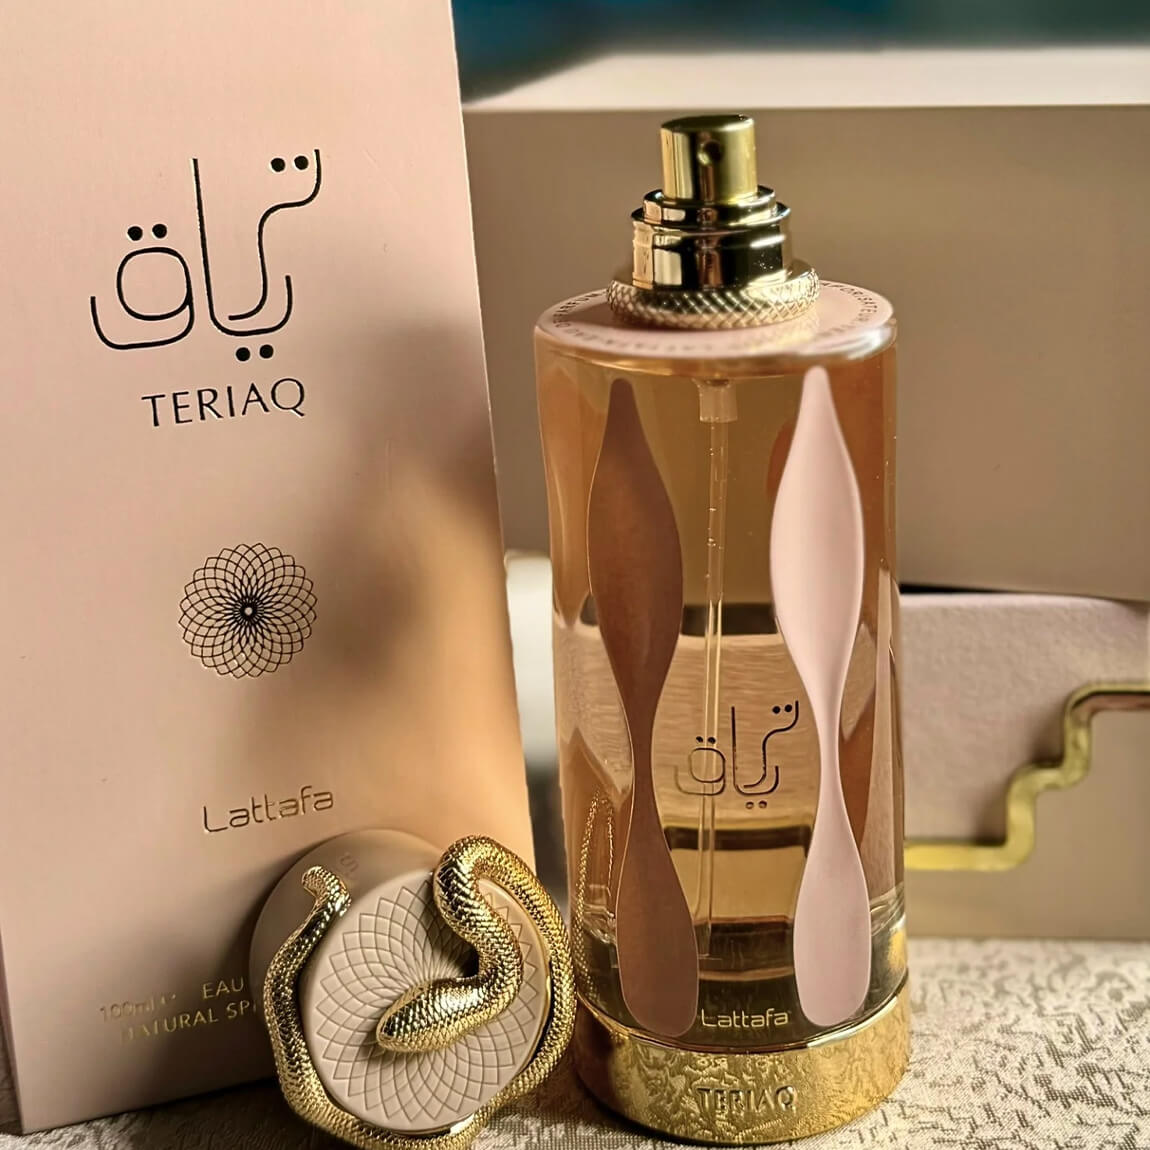 ترياق
TERIAQ
Lattafa
100ml e EAU
NATURAL SP
ترياق
Lattafa
TERIAQ